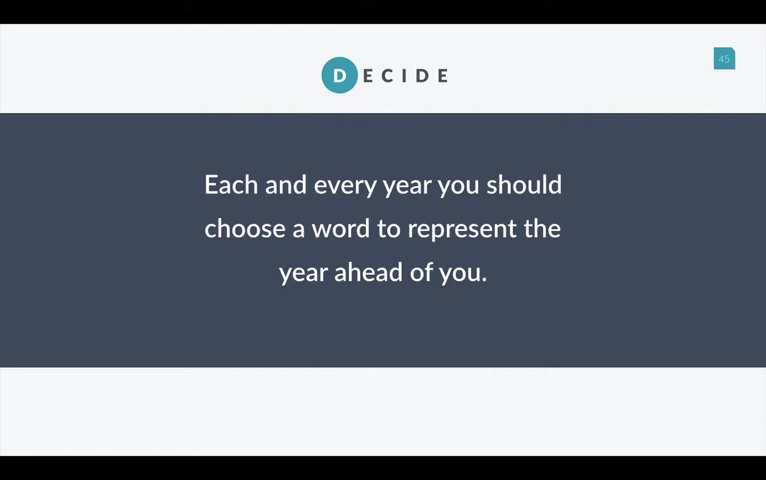 DECIDE
45
Each and every year you should
choose a word to represent the
year ahead of you.